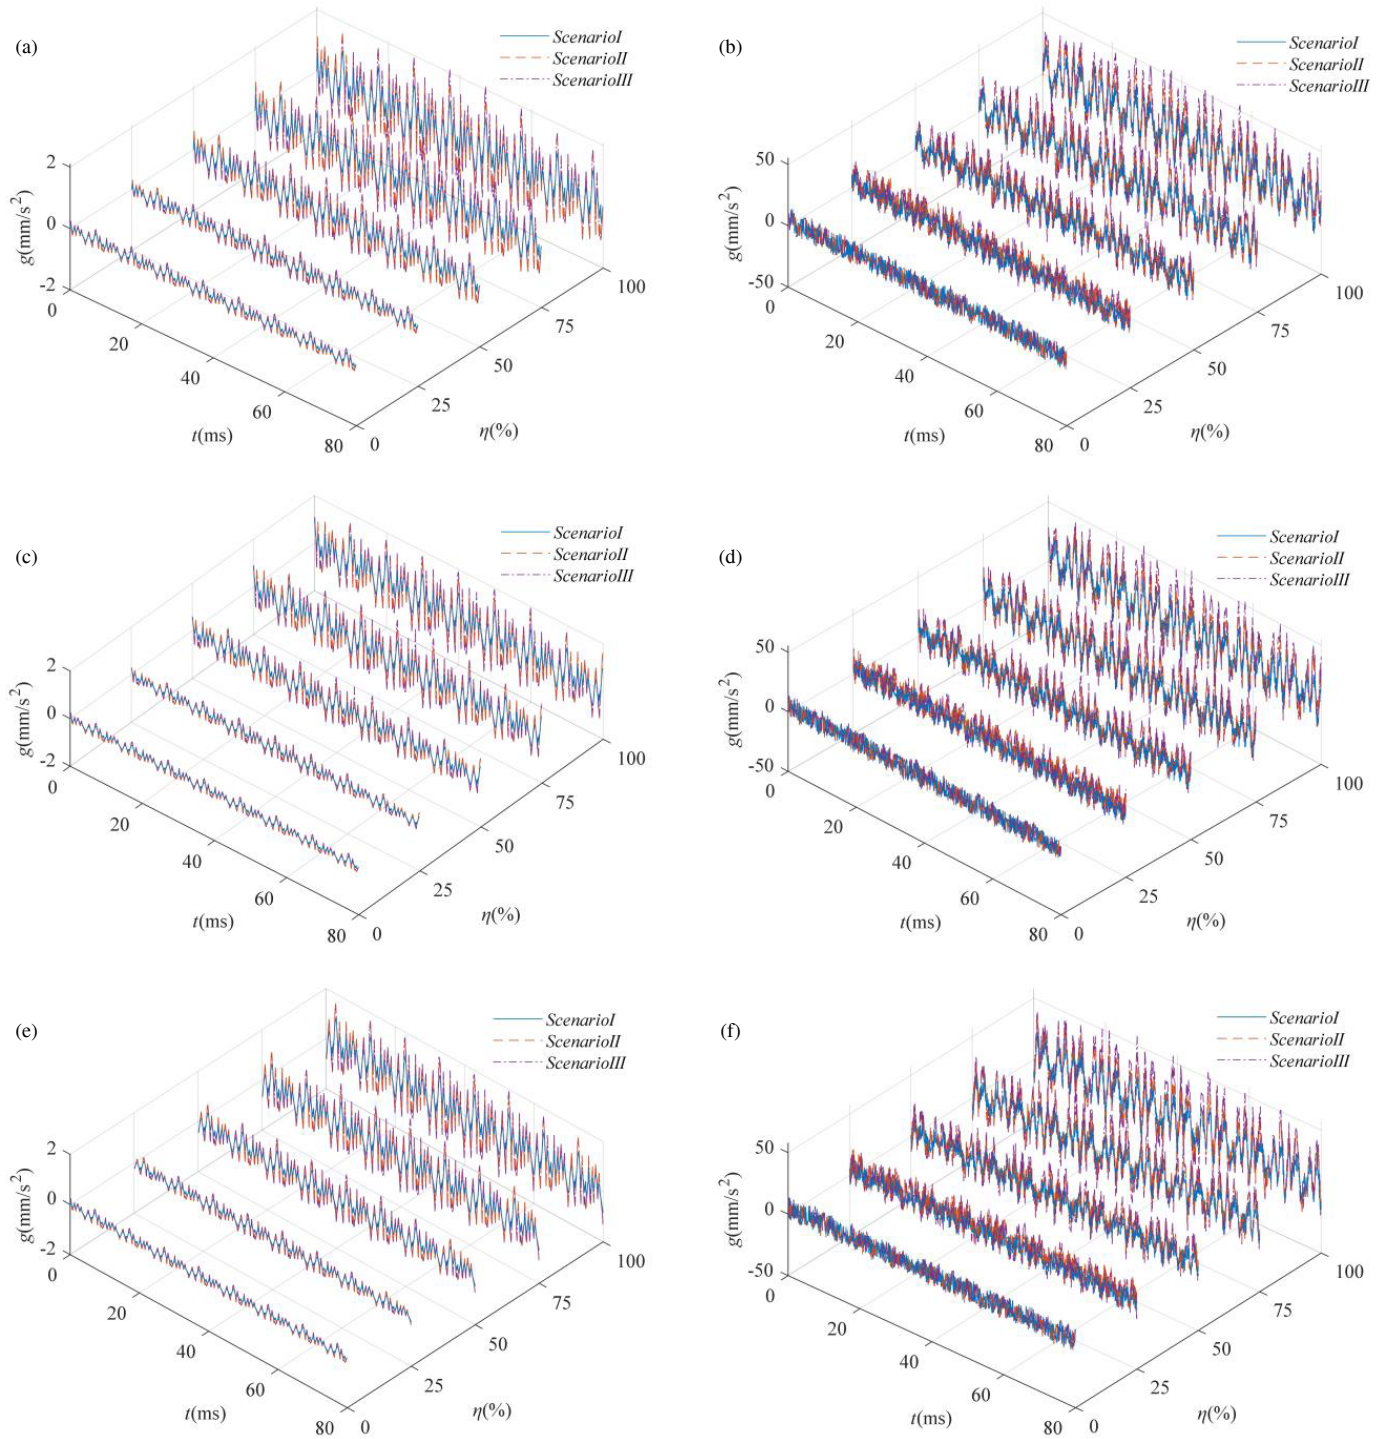 (a)
ScenarioI
ScenarioII
ScenarioIII
2
0
-2
g(mm/s²)
0
20
40
60
80
t(ms)
0
25
50
75
100
η(%)
(b)
ScenarioI
ScenarioII
ScenarioIII
50
0
-50
g(mm/s²)
0
20
40
60
80
t(ms)
0
25
50
75
100
η(%)
(c)
ScenarioI
ScenarioII
ScenarioIII
2
0
-2
g(mm/s²)
0
20
40
60
80
t(ms)
0
25
50
75
100
η(%)
(d)
ScenarioI
ScenarioII
ScenarioIII
50
0
-50
g(mm/s²)
0
20
40
60
80
t(ms)
0
25
50
75
100
η(%)
(e)
ScenarioI
ScenarioII
ScenarioIII
2
0
-2
g(mm/s²)
0
20
40
60
80
t(ms)
0
25
50
75
100
η(%)
(f)
ScenarioI
ScenarioII
ScenarioIII
50
0
-50
g(mm/s²)
0
20
40
60
80
t(ms)
0
25
50
75
100
η(%)